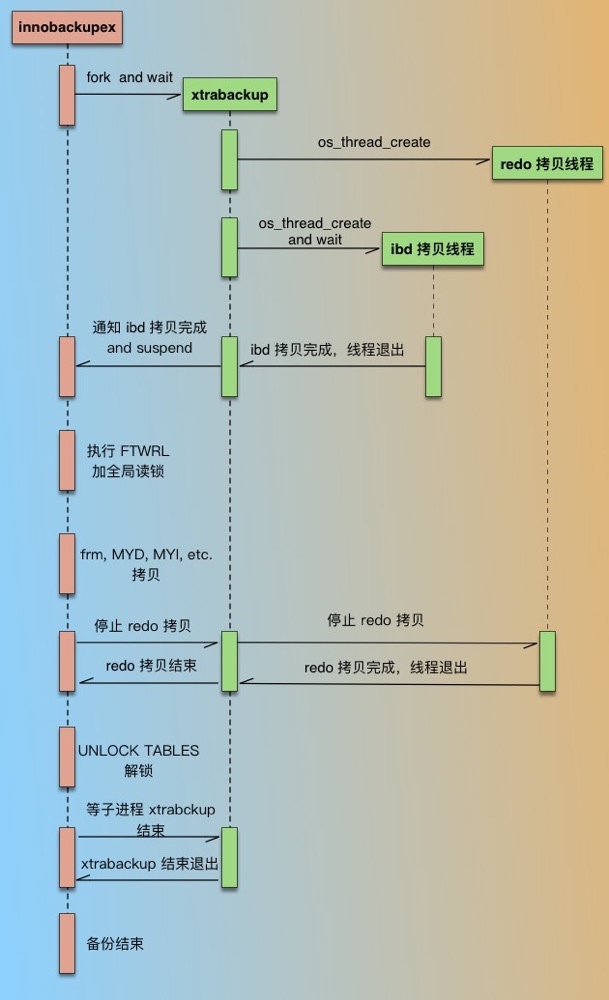 innobackupex
fork and wait
xtrabackup
os_thread_create
redo 拷贝线程
os_thread_create
and wait
ibd 拷贝线程
通知 ibd 拷贝完成
and suspend
ibd 拷贝完成，线程退出
执行 FTWRL
加全局读锁
frm, MYD, MYI, etc.
拷贝
停止 redo 拷贝
停止 redo 拷贝
redo 拷贝结束
redo 拷贝完成，线程退出
UNLOCK TABLES
解锁
等子进程 xtrabckup
结束
xtrabackup 结束退出
备份结束